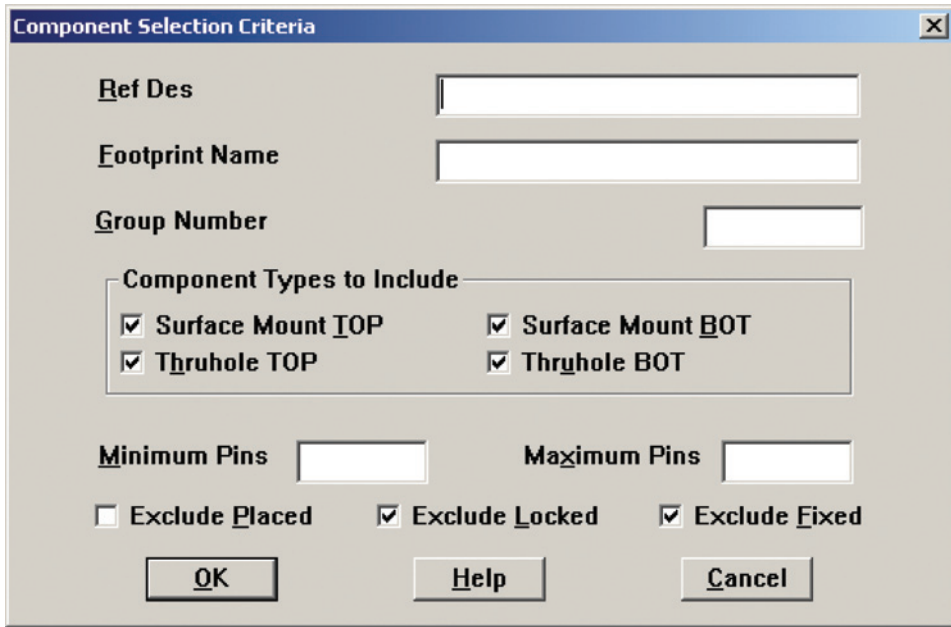 Component Selection Criteria
Ref Des
Footprint Name
Group Number
Component Types to Include
Surface Mount TOP Surface Mount BOT
Thruhole TOP Thruhole BOT
Minimum Pins Maximum Pins
Exclude Placed Exclude Locked Exclude Fixed
OK Help Cancel